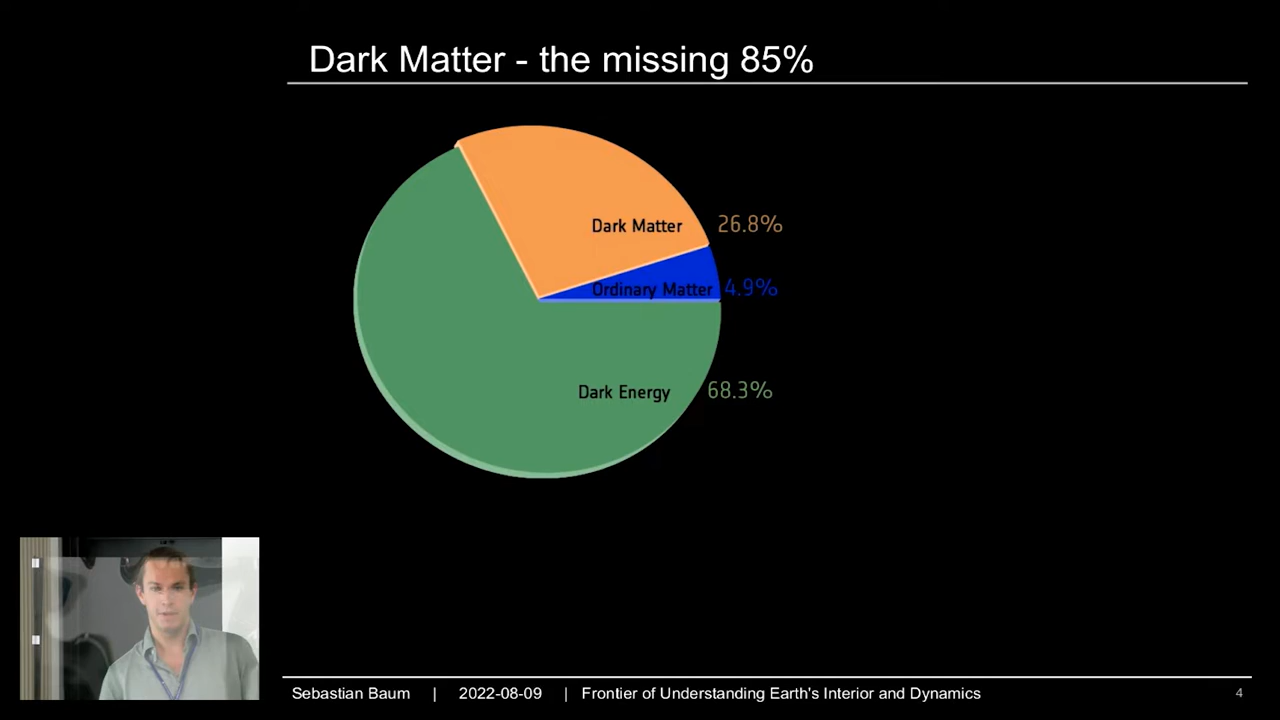 Dark Matter - the missing 85%
Dark Matter 26.8%
Ordinary Matter 4.9%
Dark Energy 68.3%
Sebastian Baum | 2022-08-09 | Frontier of Understanding Earth's Interior and Dynamics 4